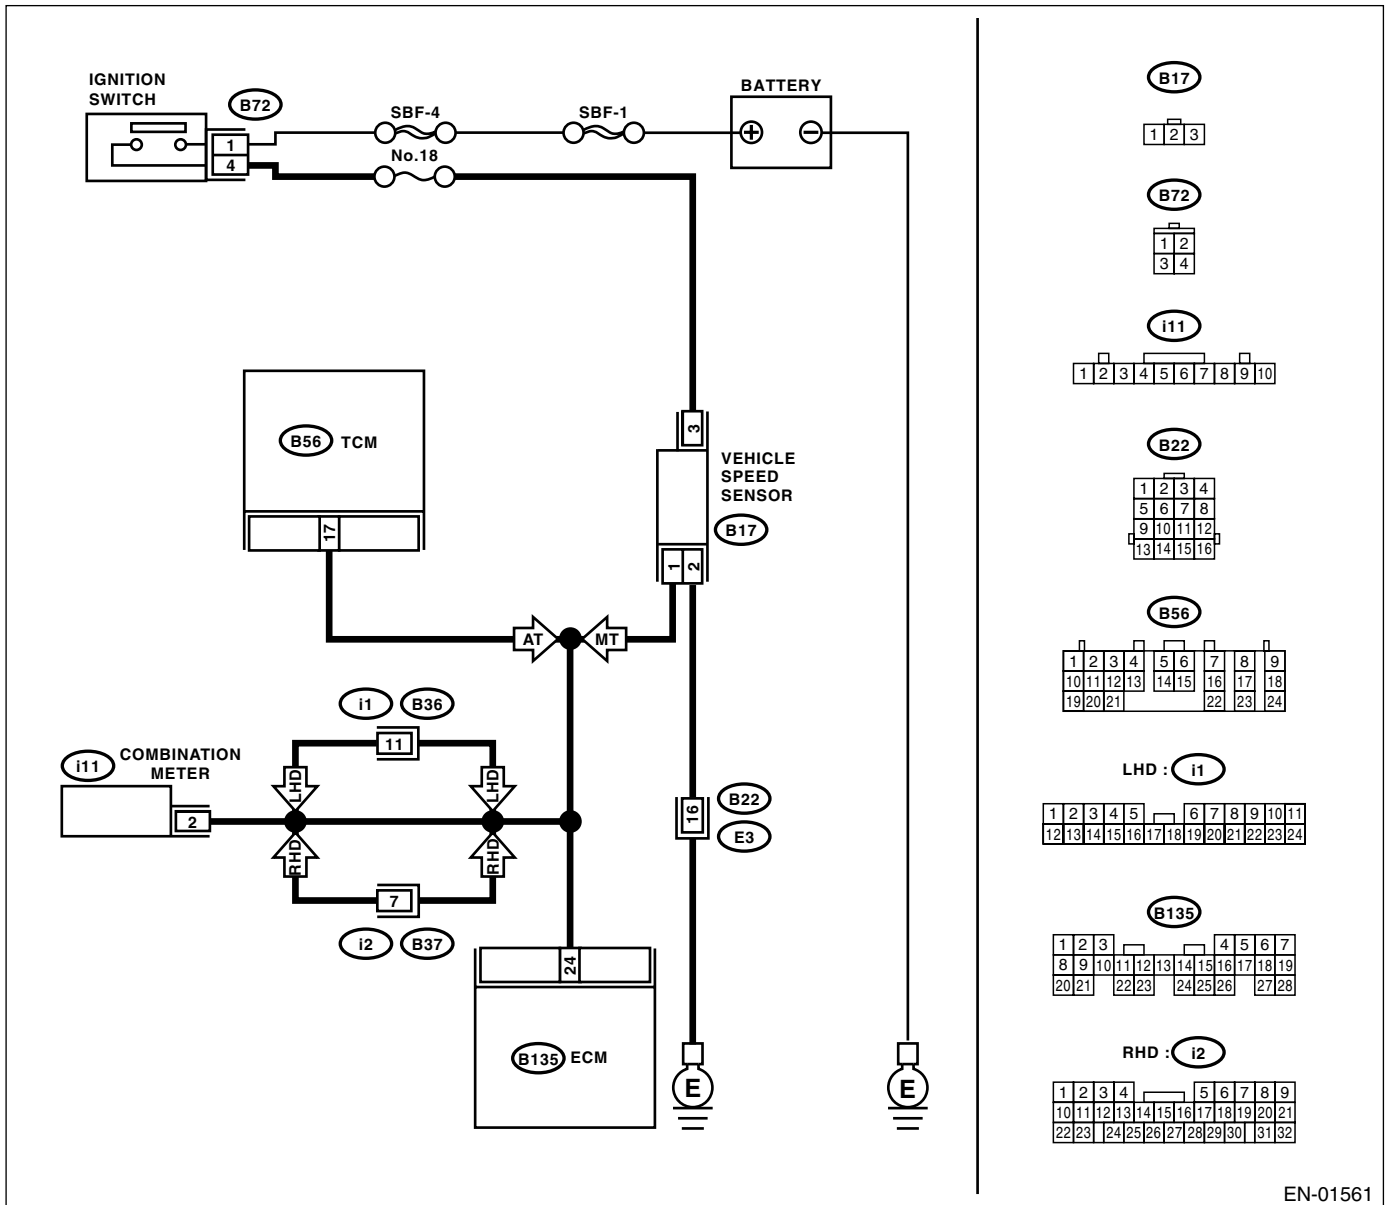 IGNITION
SWITCH
B72
1
4
SBF-4
SBF-1
No.18
BATTERY
+
−
B56 TCM
17
3
VEHICLE
SPEED
SENSOR
B17
1 2
AT
MT
i1 B36
11
i11 COMBINATION
METER
2
LHD
LHD
RHD
RHD
7
i2 B37
16
B22
E3
24
B135 ECM
E
E
B17
1 2 3
B72
1 2
3 4
i11
1 2 3 4 5 6 7 8 9 10
B22
1 2 3 4
5 6 7 8
9 10 11 12
13 14 15 16
B56
1 2 3 4 5 6 7 8 9
10 11 12 13 14 15 16 17 18
19 20 21 22 23 24
LHD : i1
1 2 3 4 5 6 7 8 9 10 11
12 13 14 15 16 17 18 19 20 21 22 23 24
B135
1 2 3 4 5 6 7
8 9 10 11 12 13 14 15 16 17 18 19
20 21 22 23 24 25 26 27 28
RHD : i2
1 2 3 4 5 6 7 8 9
10 11 12 13 14 15 16 17 18 19 20 21
22 23 24 25 26 27 28 29 30 31 32
EN-01561